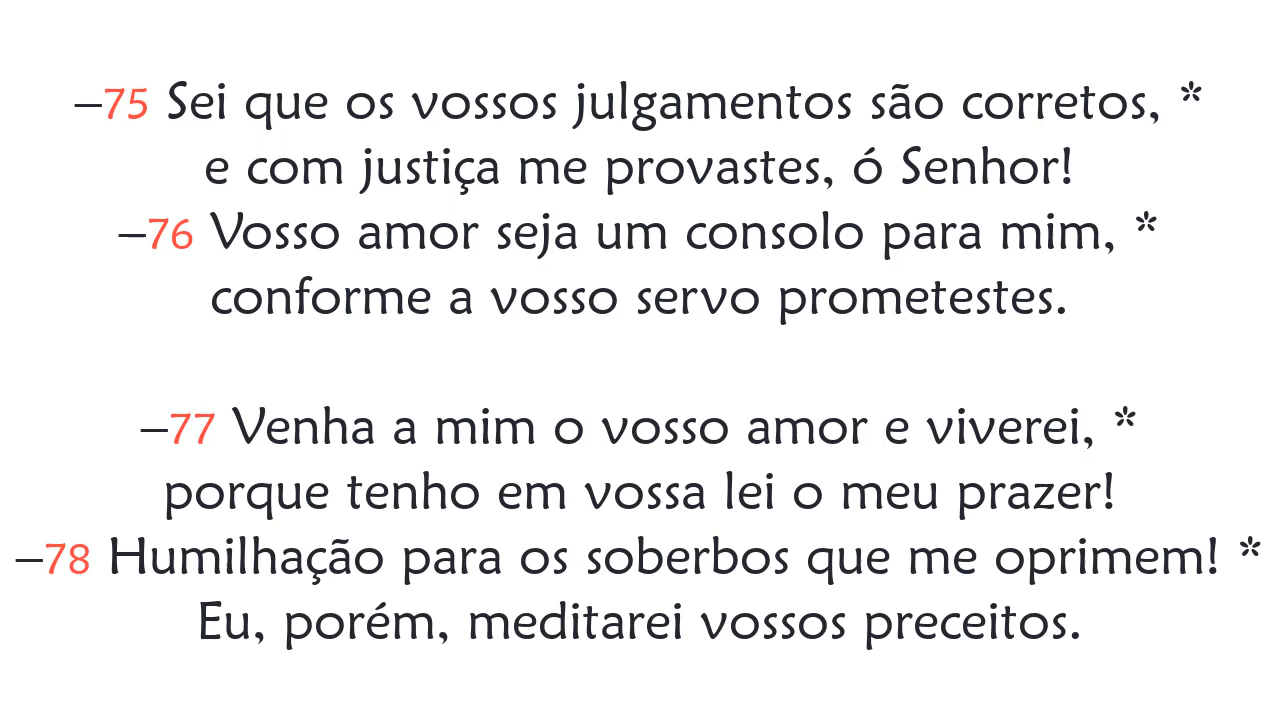 –75 Sei que os vossos julgamentos são corretos, *
e com justiça me provastes, ó Senhor!
–76 Vosso amor seja um consolo para mim, *
conforme a vosso servo prometestes.
–77 Venha a mim o vosso amor e viverei, *
porque tenho em vossa lei o meu prazer!
–78 Humilhação para os soberbos que me oprimem! *
Eu, porém, meditarei vossos preceitos.